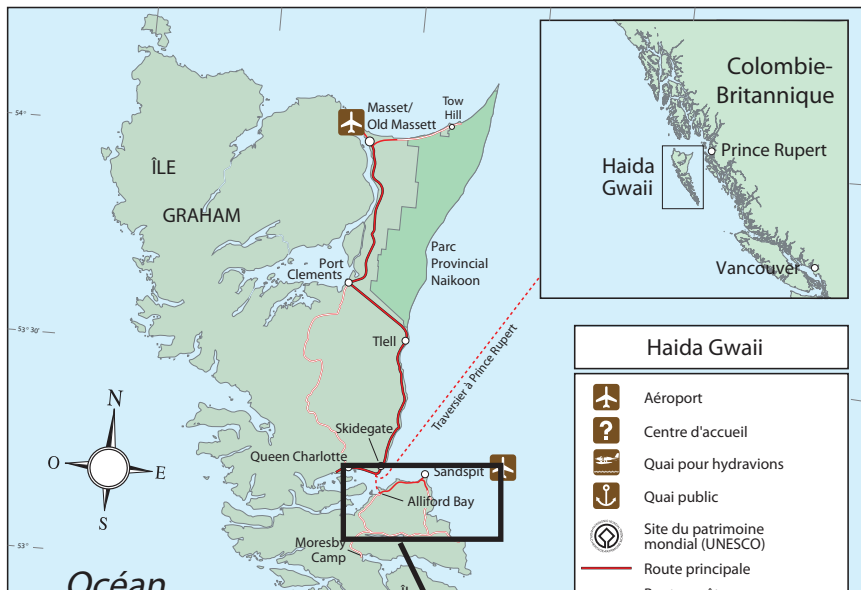 54°
Masset/
Old Massett
Tow
Hill
ÎLE
GRAHAM
Port
Clements
Parc
Provincial
Naikoon
53° 30'
Tlell
Traversier à Prince Rupert
N
O
E
S
Skidegate
Queen Charlotte
Sandspit
Alliford Bay
53°
Moresby
Camp
Océan
Colombie-
Britannique
Prince Rupert
Haida
Gwaii
Vancouver
Haida Gwaii
Aéroport
?
Centre d'accueil
Quai pour hydravions
Quai public
Site du patrimoine
mondial (UNESCO)
Route principale